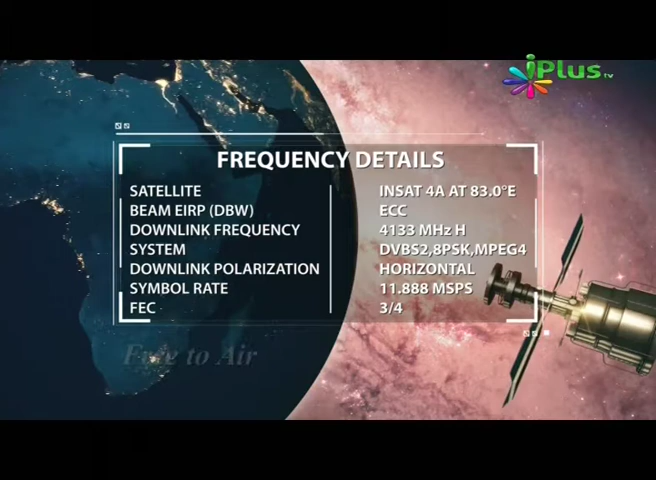 iPlus tv
FREQUENCY DETAILS
SATELLITE INSAT 4A AT 83.0°E
BEAM EIRP (DBW) ECC
DOWNLINK FREQUENCY 4133 MHz H
SYSTEM DVBS2,8PSK,MPEG4
DOWNLINK POLARIZATION HORIZONTAL
SYMBOL RATE 11.888 MSPS
FEC 3/4
Free to Air